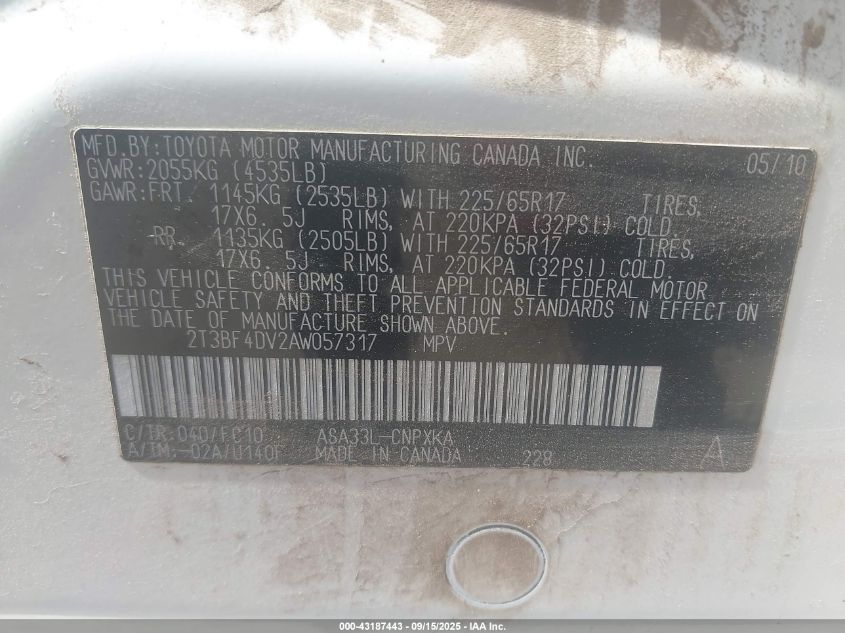 MFD.BY:TOYOTA MOTOR MANUFACTURING CANADA INC. 05/10
GVWR:2055KG (4535LB)
GAWR:FRT. 1145KG (2535LB) WITH 225/65R17 TIRES,
17X6.5J RIMS, AT 220KPA (32PSI) COLD.
RR. 1135KG (2505LB) WITH 225/65R17 TIRES,
17X6.5J RIMS, AT 220KPA (32PSI) COLD.
THIS VEHICLE CONFORMS TO ALL APPLICABLE FEDERAL MOTOR
VEHICLE SAFETY AND THEFT PREVENTION STANDARDS IN EFFECT ON
THE DATE OF MANUFACTURE SHOWN ABOVE.
2T3BF4DV2AW057317 MPV
C/TR:040/FC10 ASA33L-CNPXKA
A/TM:-02A/U140F MADE IN CANADA 228 A
000-43187443 - 09/15/2025 - IAA Inc.